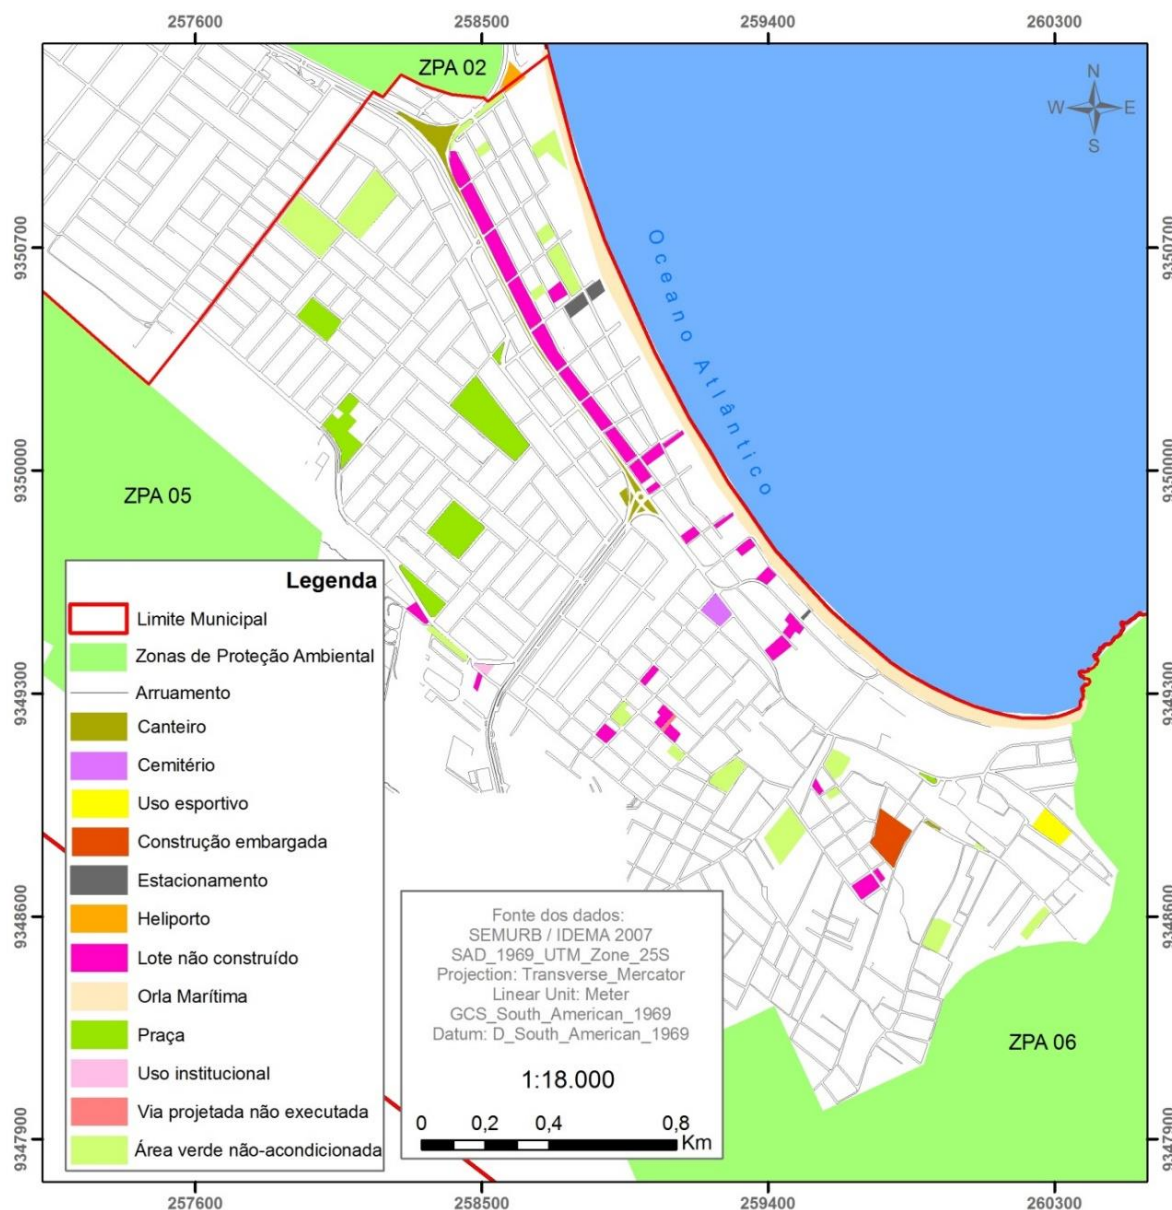 257600 258500 259400 260300
ZPA 02
N
W E
S
9350700 9350700
Oceano Atlântico
9350000 9350000
ZPA 05
Legenda
Limite Municipal
Zonas de Proteção Ambiental
Arruamento
Canteiro
Cemitério
Uso esportivo
Construção embargada
Estacionamento
Heliporto
Lote não construído
Orla Marítima
Praça
Uso institucional
Via projetada não executada
Área verde não-acondicionada
9349300 9349300
9348600 9348600
Fonte dos dados:
SEMURB / IDEMA 2007
SAD_1969_UTM_Zone_25S
Projection: Transverse_Mercator
Linear Unit: Meter
GCS_South_American_1969
Datum: D_South_American_1969
1:18.000
0 0,2 0,4 0,8
Km
ZPA 06
9347900 9347900
257600 258500 259400 260300